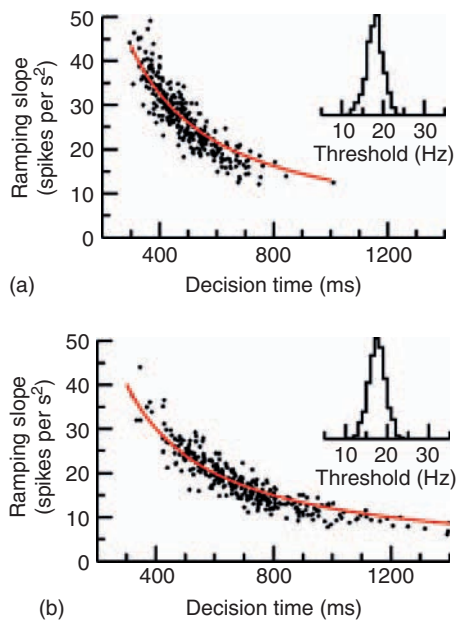 50
40
30
20
10
0
Ramping slope
(spikes per s²)
10 20 30
Threshold (Hz)
400 800 1200
Decision time (ms)
(a)
50
40
30
20
10
0
Ramping slope
(spikes per s²)
10 20 30
Threshold (Hz)
400 800 1200
Decision time (ms)
(b)